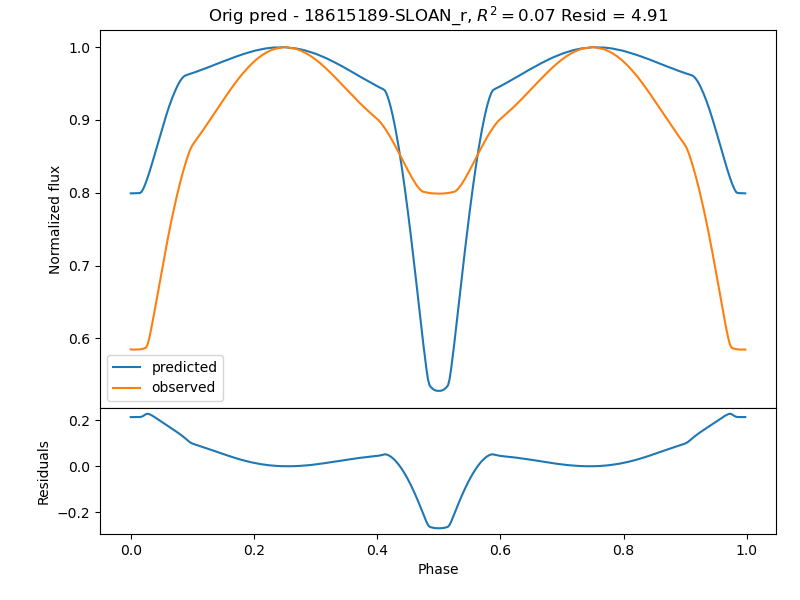 Orig pred - 18615189-SLOAN_r, R² = 0.07 Resid = 4.91
1.0
0.9
0.8
0.7
0.6
Normalized flux
predicted
observed
0.2
0.0
−0.2
Residuals
0.0 0.2 0.4 0.6 0.8 1.0
Phase